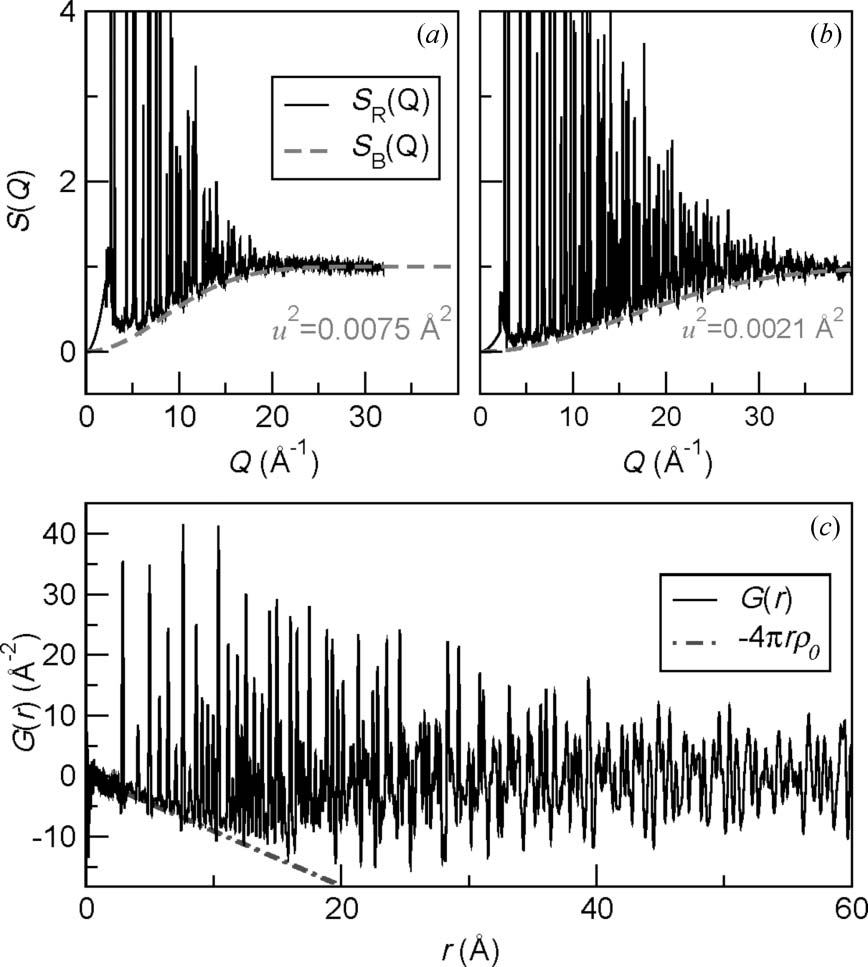 4
2
0
S(Q)
(a)
S_R(Q)
S_B(Q)
u²=0.0075 Å²
0 10 20 30
Q (Å⁻¹)
(b)
u²=0.0021 Å²
0 10 20 30
Q (Å⁻¹)
(c)
40
30
20
10
0
-10
G(r) (Å⁻²)
G(r)
-4πrρ₀
0 20 40 60
r (Å)